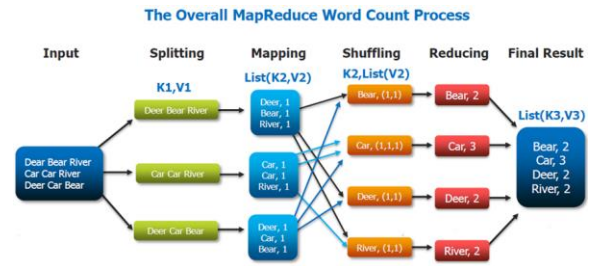 The Overall MapReduce Word Count Process
Input
Splitting
Mapping
Shuffling
Reducing
Final Result
K1,V1
List(K2,V2)
K2,List(V2)
List(K3,V3)
Dear Bear River
Car Car River
Deer Car Bear
Deer Bear River
Car Car River
Deer Car Bear
Deer, 1
Bear, 1
River, 1
Car, 1
Car, 1
River, 1
Deer, 1
Car, 1
Bear, 1
Bear, (1,1)
Car, (1,1,1)
Deer, (1,1)
River, (1,1)
Bear, 2
Car, 3
Deer, 2
River, 2
Bear, 2
Car, 3
Deer, 2
River, 2